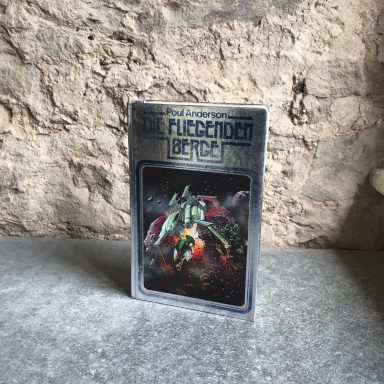 Poul Anderson
DIE FLIEGENDEN
BERGE